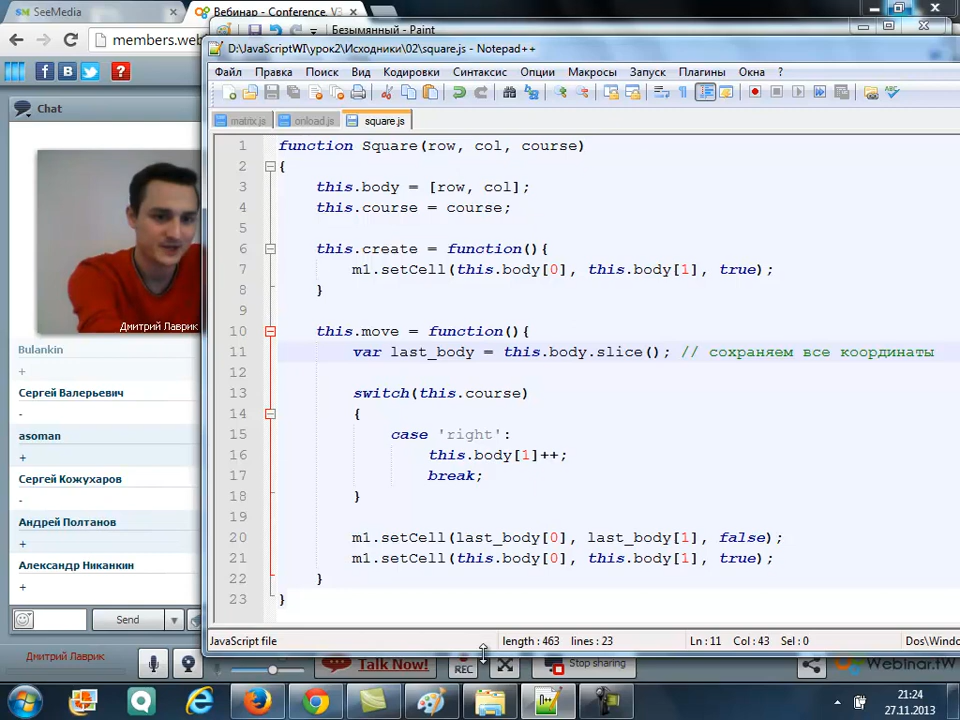 SeeMedia
Вебинар - Conference. V3
Безымянный - Paint
members.web
D:\JavaScriptWI\урок2\Исходники\02\square.js - Notepad++
Файл Правка Поиск Вид Кодировки Синтаксис Опции Макросы Запуск Плагины Окна ?
matrix.js onload.js square.js
Chat
Дмитрий Лаврик
Bulankin
+
Сергей Валерьевич
-
asoman
+
Сергей Кожухаров
-
Андрей Полтанов
+
Александр Никанкин
+
Send
Дмитрий Лаврик
1 function Square(row, col, course)
2 {
3 this.body = [row, col];
4 this.course = course;
5
6 this.create = function(){
7 m1.setCell(this.body[0], this.body[1], true);
8 }
9
10 this.move = function(){
11 var last_body = this.body.slice(); // сохраняем все координаты
12
13 switch(this.course)
14 {
15 case 'right':
16 this.body[1]++;
17 break;
18 }
19
20 m1.setCell(last_body[0], last_body[1], false);
21 m1.setCell(this.body[0], this.body[1], true);
22 }
23 }
JavaScript file length : 463 lines : 23 Ln : 11 Col : 43 Sel : 0 Dos\Windo
Talk Now! REC Stop sharing Webinar.TW
21:24
27.11.2013